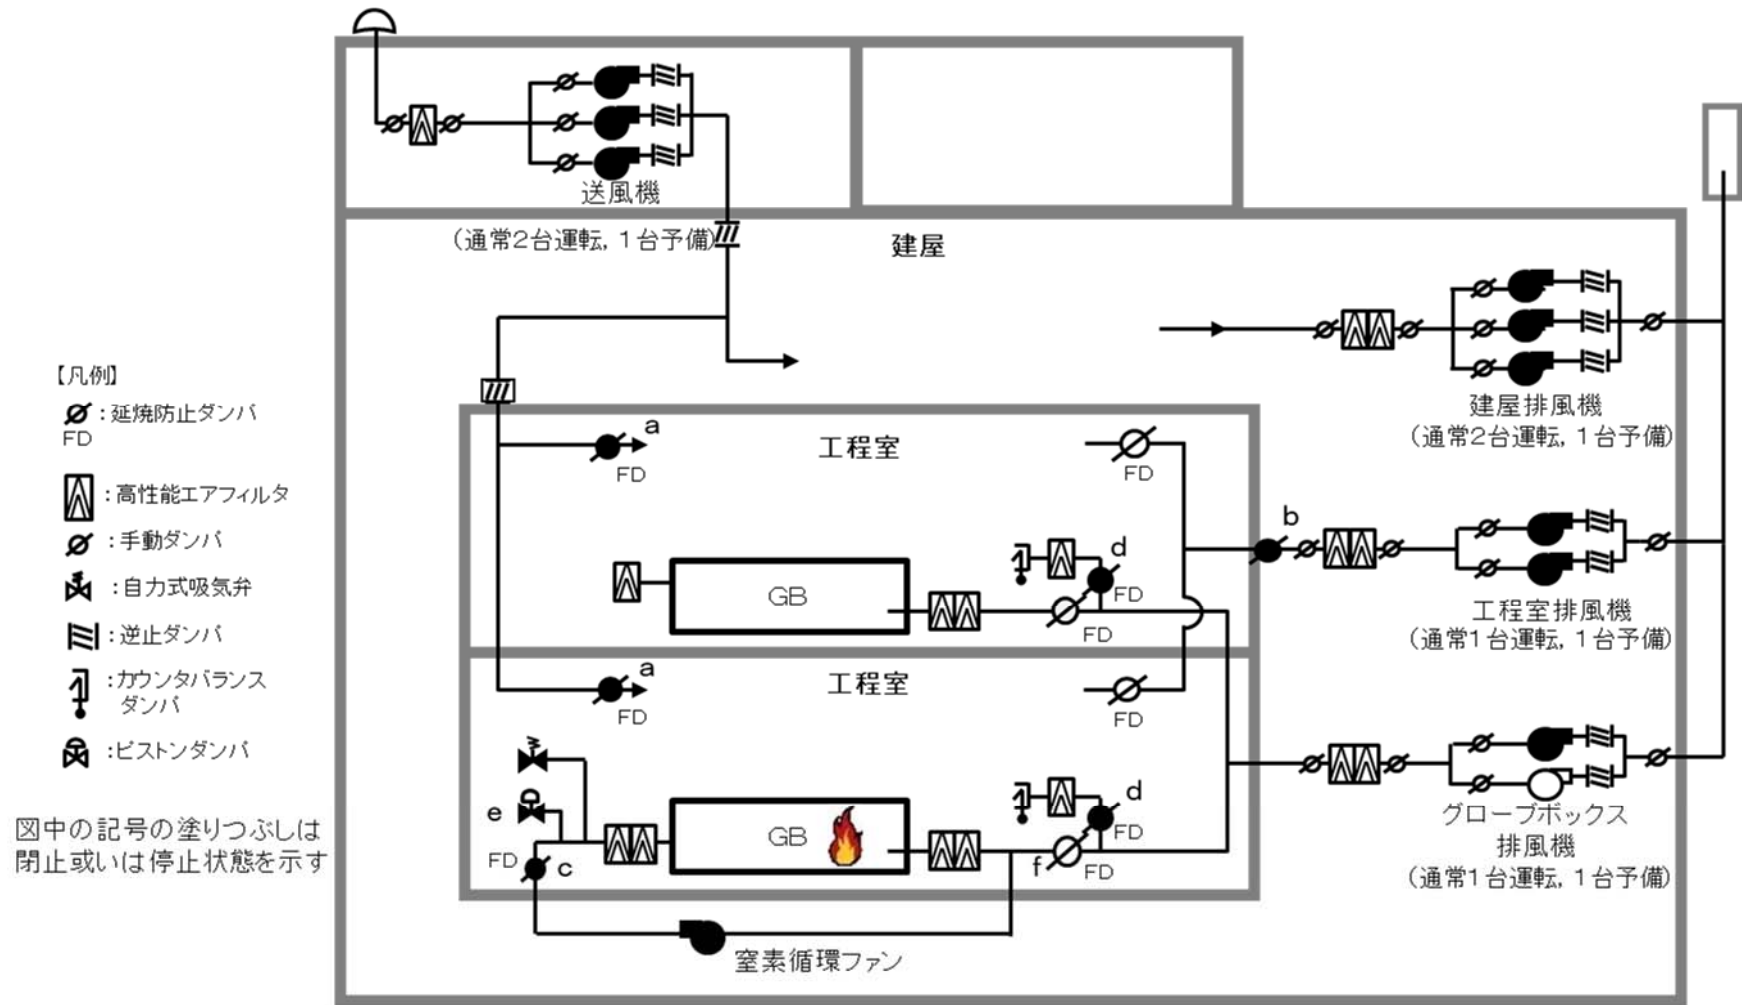 送風機
(通常2台運転, 1台予備)
建屋
【凡例】
:延焼防止ダンパ
FD
:高性能エアフィルタ
:手動ダンパ
:自力式吸気弁
:逆止ダンパ
:カウンタバランス
ダンパ
:ピストンダンパ
図中の記号の塗りつぶしは
閉止或いは停止状態を示す
建屋排風機
(通常2台運転, 1台予備)
a
FD
工程室
FD
b
d
FD
GB
FD
工程室排風機
(通常1台運転, 1台予備)
a
FD
工程室
FD
e
FD
c
GB
d
FD
f
FD
グローブボックス
排風機
(通常1台運転, 1台予備)
窒素循環ファン